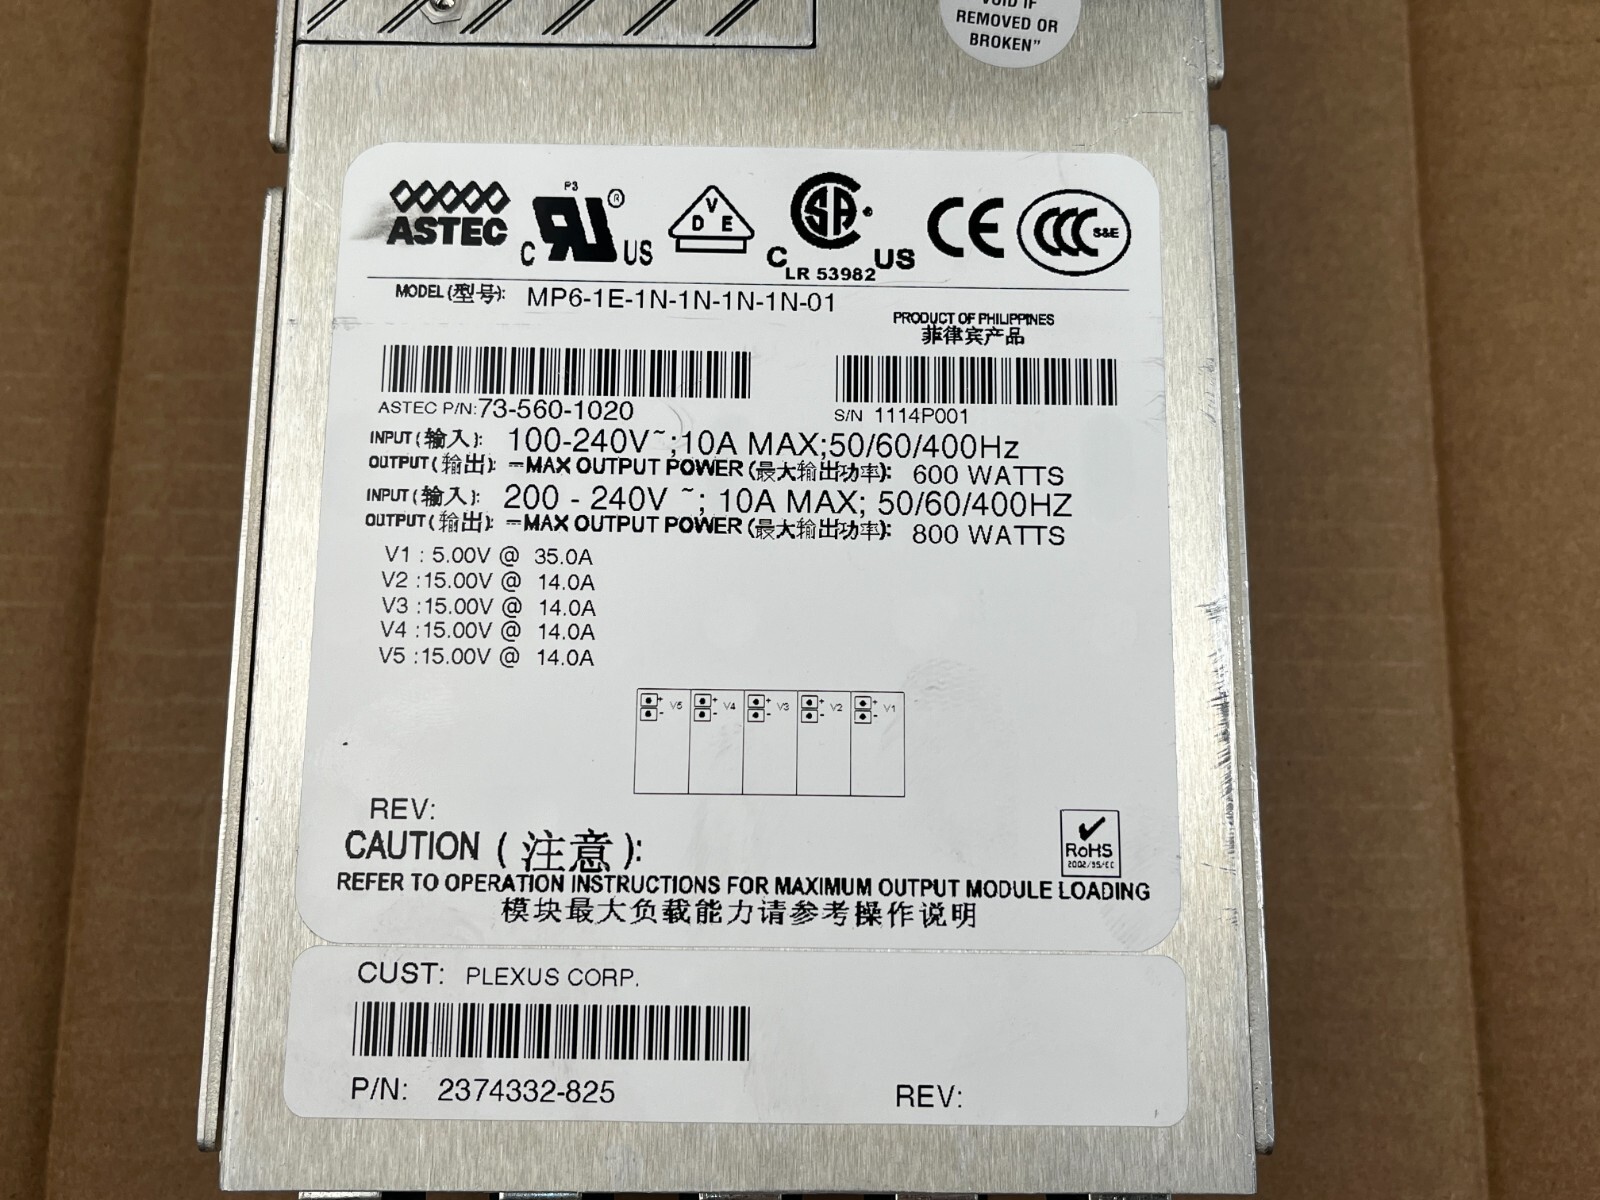 VOID IF
REMOVED OR
BROKEN"
ASTEC
P3
®
C US
V
D E
SA
C US
LR 53982
CE
CCC S&E
MODEL(型号): MP6-1E-1N-1N-1N-1N-01
PRODUCT OF PHILIPPINES
菲律宾产品
ASTEC P/N:73-560-1020
S/N 1114P001
INPUT(输入): 100-240V~;10A MAX;50/60/400Hz
OUTPUT(输出): ⎓MAX OUTPUT POWER(最大输出功率): 600 WATTS
INPUT(输入): 200 - 240V ~; 10A MAX; 50/60/400HZ
OUTPUT(输出): ⎓MAX OUTPUT POWER(最大输出功率): 800 WATTS
V1 : 5.00V @ 35.0A
V2 :15.00V @ 14.0A
V3 :15.00V @ 14.0A
V4 :15.00V @ 14.0A
V5 :15.00V @ 14.0A
+ V5 + V4 + V3 + V2 + V1
- - - - -
REV:
RoHS
2002/95/EC
CAUTION (注意):
REFER TO OPERATION INSTRUCTIONS FOR MAXIMUM OUTPUT MODULE LOADING
模块最大负载能力请参考操作说明
CUST: PLEXUS CORP.
P/N: 2374332-825
REV: